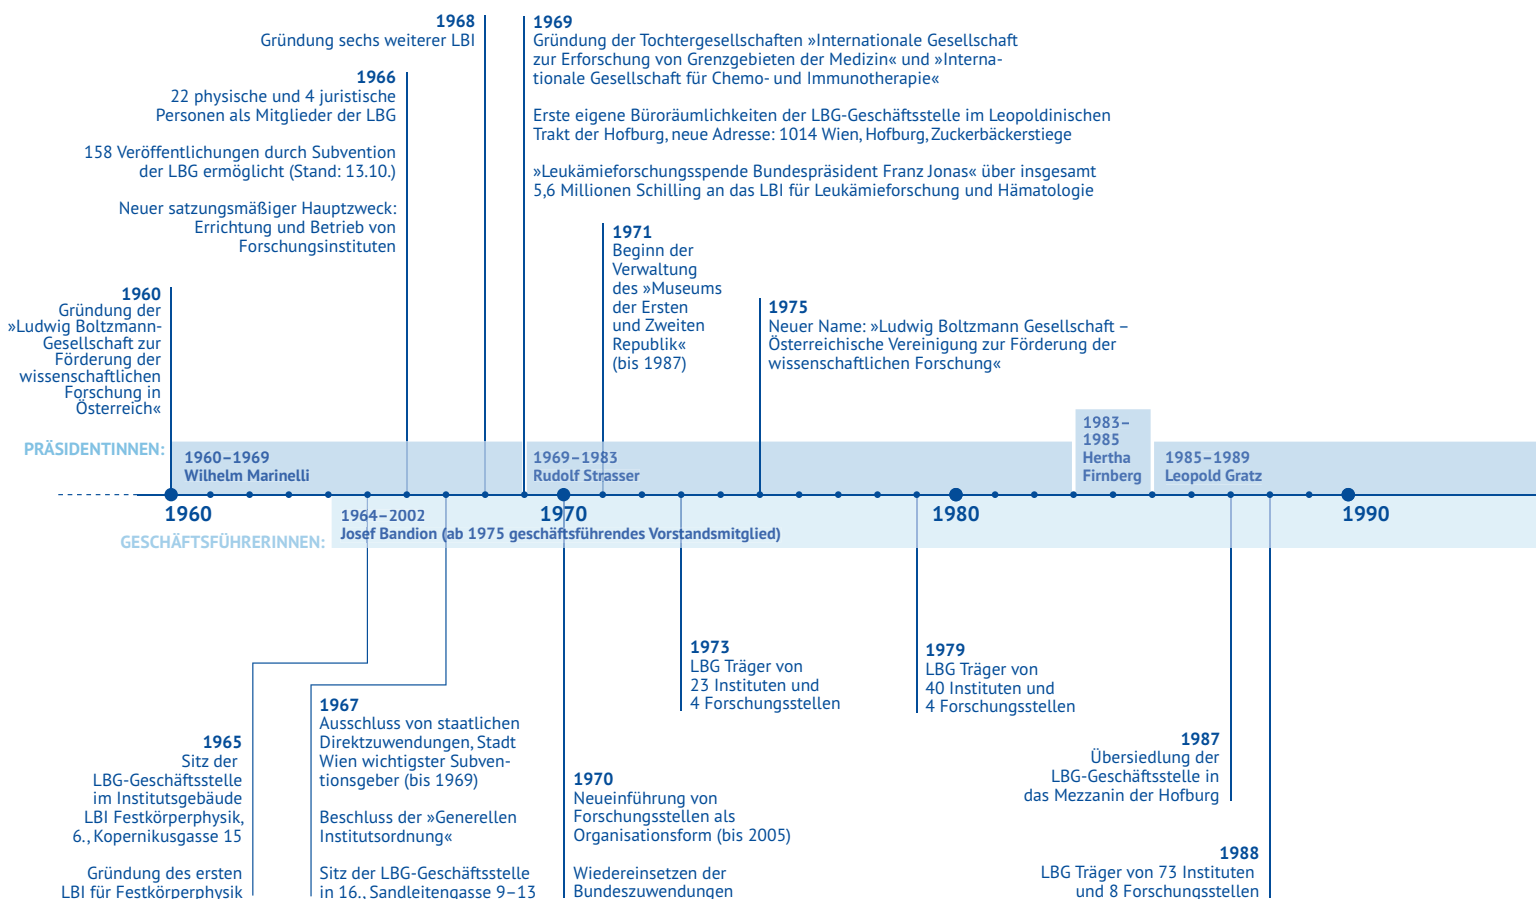 1968
Gründung sechs weiterer LBI
1969
Gründung der Tochtergesellschaften »Internationale Gesellschaft
zur Erforschung von Grenzgebieten der Medizin« und »Interna-
tionale Gesellschaft für Chemo- und Immunotherapie«
Erste eigene Büroräumlichkeiten der LBG-Geschäftsstelle im Leopoldinischen
Trakt der Hofburg, neue Adresse: 1014 Wien, Hofburg, Zuckerbäckerstiege
»Leukämieforschungsspende Bundespräsident Franz Jonas« über insgesamt
5,6 Millionen Schilling an das LBI für Leukämieforschung und Hämatologie
1966
22 physische und 4 juristische
Personen als Mitglieder der LBG
158 Veröffentlichungen durch Subvention
der LBG ermöglicht (Stand: 13.10.)
Neuer satzungsmäßiger Hauptzweck:
Errichtung und Betrieb von
Forschungsinstituten
1971
Beginn der
Verwaltung
des »Museums
der Ersten
und Zweiten
Republik«
(bis 1987)
1960
Gründung der
»Ludwig Boltzmann-
Gesellschaft zur
Förderung der
wissenschaftlichen
Forschung in
Österreich«
1975
Neuer Name: »Ludwig Boltzmann Gesellschaft –
Österreichische Vereinigung zur Förderung der
wissenschaftlichen Forschung«
PRÄSIDENTINNEN:
1960–1969
Wilhelm Marinelli
1969–1983
Rudolf Strasser
1983–
1985
Hertha
Firnberg
1985–1989
Leopold Gratz
1960
1970
1980
1990
GESCHÄFTSFÜHRERINNEN:
1964–2002
Josef Bandion (ab 1975 geschäftsführendes Vorstandsmitglied)
1965
Sitz der
LBG-Geschäftsstelle
im Institutsgebäude
LBI Festkörperphysik,
6., Kopernikusgasse 15
Gründung des ersten
LBI für Festkörperphysik
1967
Ausschluss von staatlichen
Direktzuwendungen, Stadt
Wien wichtigster Subven-
tionsgeber (bis 1969)
Beschluss der »Generellen
Institutsordnung«
Sitz der LBG-Geschäftsstelle
in 16., Sandleitengasse 9–13
1970
Neueinführung von
Forschungsstellen als
Organisationsform (bis 2005)
Wiedereinsetzen der
Bundeszuwendungen
1973
LBG Träger von
23 Instituten und
4 Forschungsstellen
1979
LBG Träger von
40 Instituten und
4 Forschungsstellen
1987
Übersiedlung der
LBG-Geschäftsstelle in
das Mezzanin der Hofburg
1988
LBG Träger von 73 Instituten
und 8 Forschungsstellen